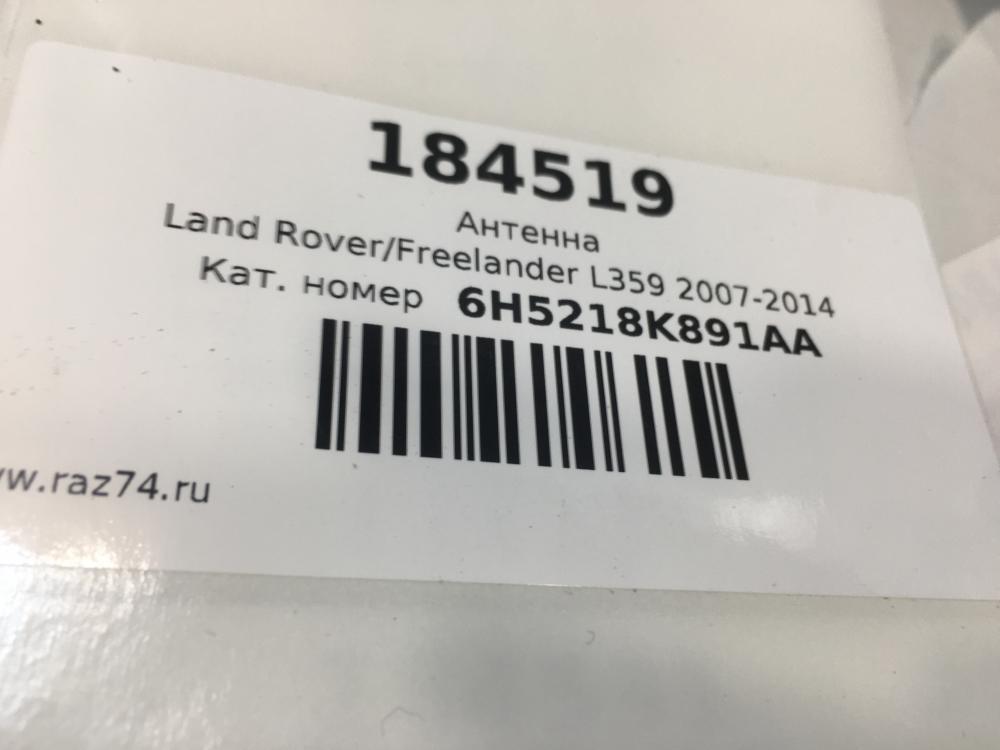 184519
Антенна
Land Rover/Freelander L359 2007-2014
Кат. номер 6H5218K891AA
w.raz74.ru